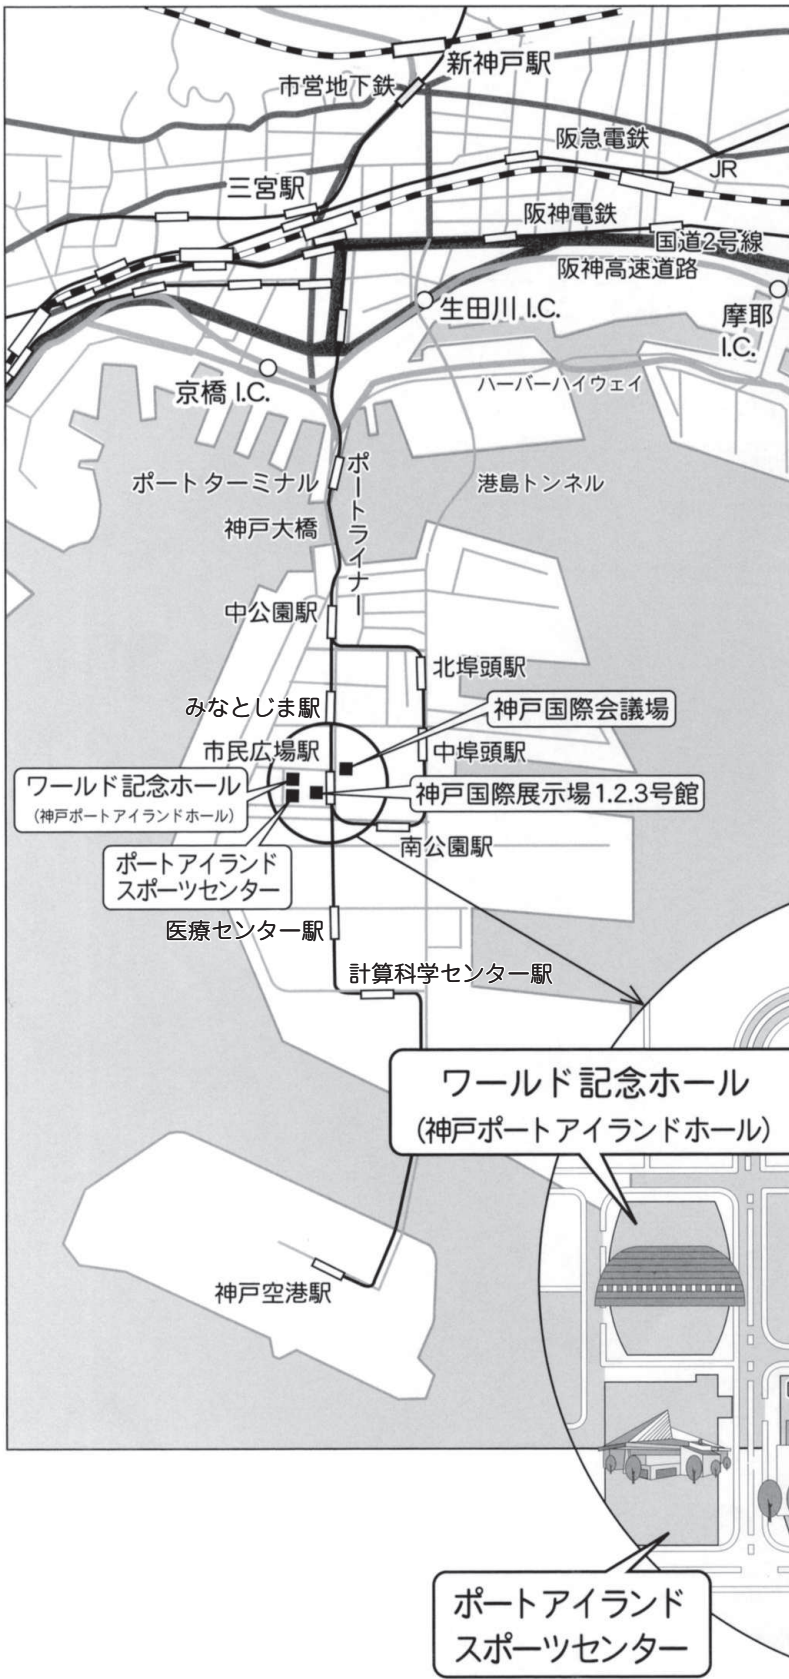 新神戸駅
市営地下鉄
阪急電鉄
JR
三宮駅
阪神電鉄
国道2号線
阪神高速道路
生田川 I.C.
摩耶
I.C.
京橋 I.C.
ハーバーハイウェイ
ポートターミナル
ポートライナー
港島トンネル
神戸大橋
中公園駅
北埠頭駅
みなとじま駅
神戸国際会議場
市民広場駅
中埠頭駅
ワールド記念ホール
(神戸ポートアイランドホール)
神戸国際展示場1.2.3号館
南公園駅
ポートアイランド
スポーツセンター
医療センター駅
計算科学センター駅
ワールド記念ホール
(神戸ポートアイランドホール)
神戸空港駅
ポートアイランド
スポーツセンター